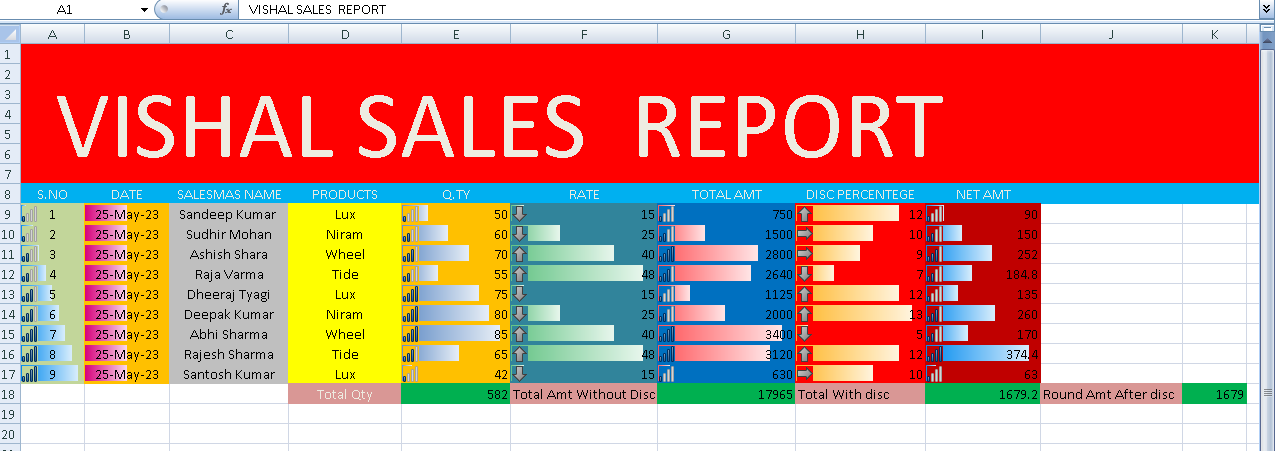 A1 fx VISHAL SALES  REPORT
A B C D E F G H I J K
1
2
3
4
5
6
7
VISHAL SALES  REPORT
8 S.NO DATE SALESMAS NAME PRODUCTS Q.TY RATE TOTAL AMT DISC PERCENTEGE NET AMT
9 1 25-May-23 Sandeep Kumar Lux 50 15 750 12 90
10 2 25-May-23 Sudhir Mohan Niram 60 25 1500 10 150
11 3 25-May-23 Ashish Shara Wheel 70 40 2800 9 252
12 4 25-May-23 Raja Varma Tide 55 48 2640 7 184.8
13 5 25-May-23 Dheeraj Tyagi Lux 75 15 1125 12 135
14 6 25-May-23 Deepak Kumar Niram 80 25 2000 13 260
15 7 25-May-23 Abhi Sharma Wheel 85 40 3400 5 170
16 8 25-May-23 Rajesh Sharma Tide 65 48 3120 12 374.4
17 9 25-May-23 Santosh Kumar Lux 42 15 630 10 63
18 Total Qty 582 Total Amt Without Disc 17965 Total With disc 1679.2 Round Amt After disc 1679
19
20